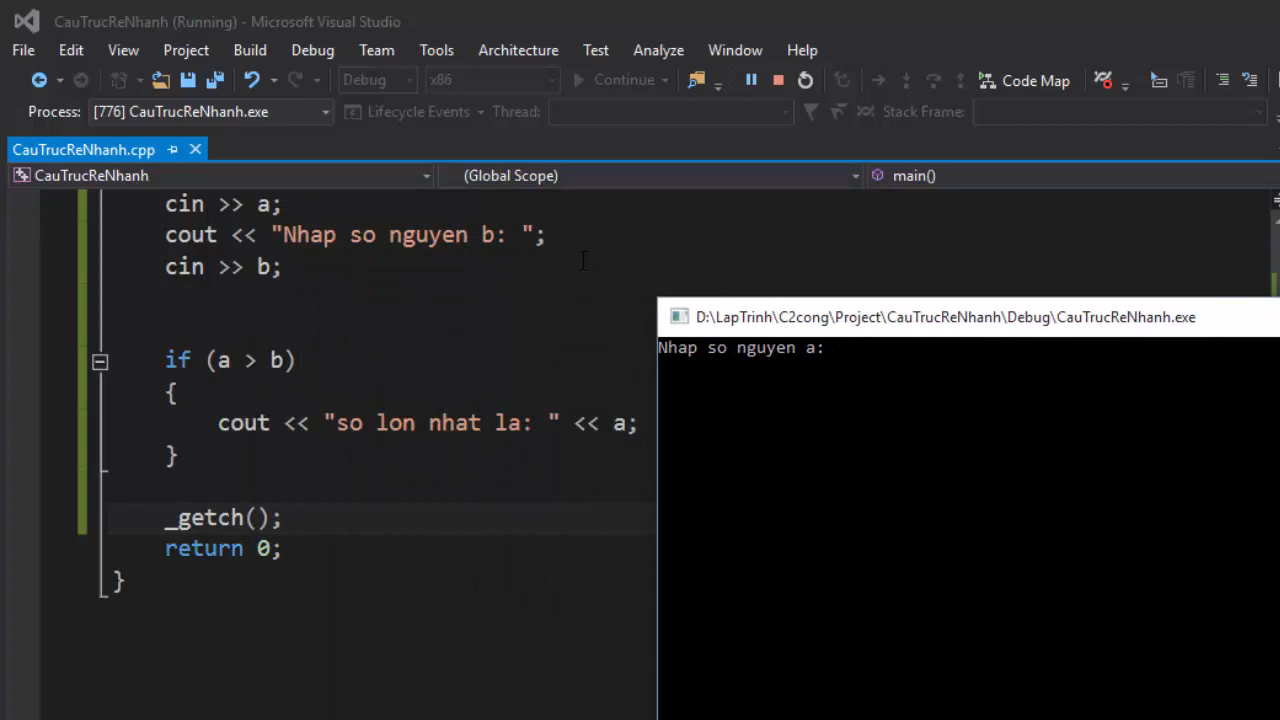 CauTrucReNhanh (Running) - Microsoft Visual Studio
File Edit View Project Build Debug Team Tools Architecture Test Analyze Window Help
Debug x86 Continue Code Map
Process: [776] CauTrucReNhanh.exe Lifecycle Events Thread: Stack Frame:
CauTrucReNhanh.cpp
CauTrucReNhanh (Global Scope) main()
cin >> a;
cout << "Nhap so nguyen b: ";
cin >> b;
if (a > b)
{
cout << "so lon nhat la: " << a;
}
_getch();
return 0;
}
D:\LapTrinh\C2cong\Project\CauTrucReNhanh\Debug\CauTrucReNhanh.exe
Nhap so nguyen a: